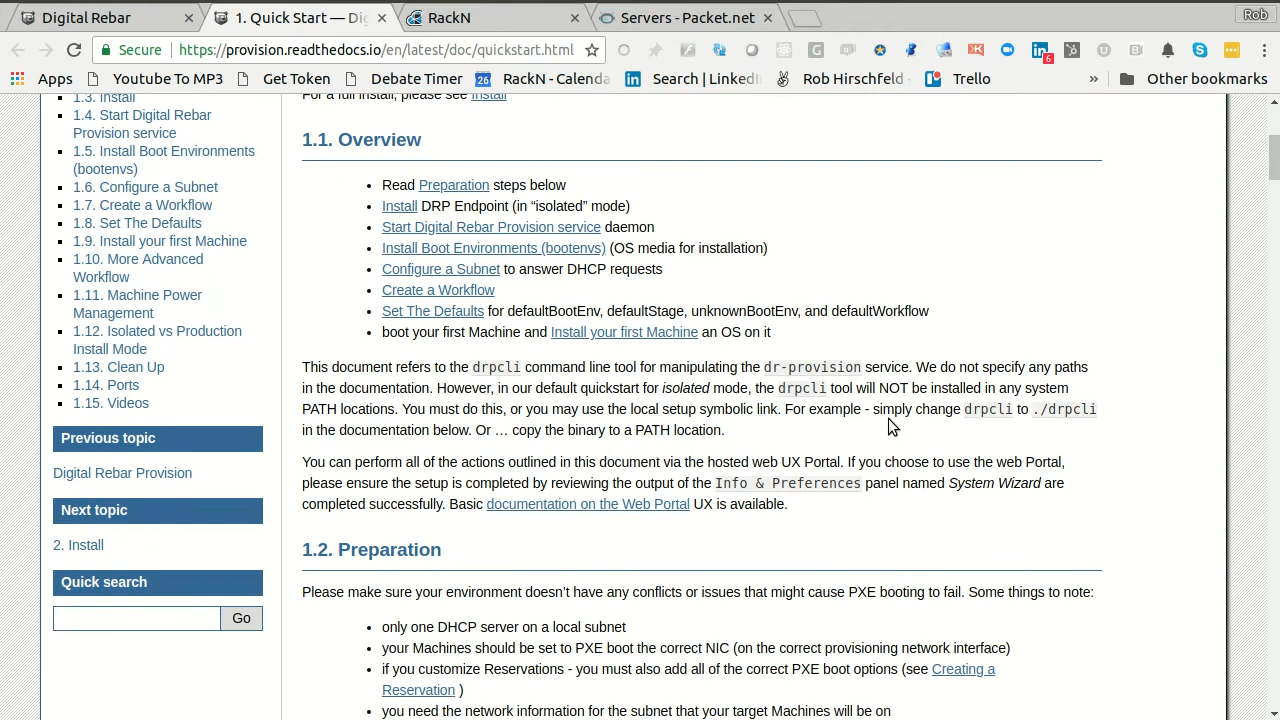 Digital Rebar
1. Quick Start — Di
RackN
Servers - Packet.net
Rob
Secure
https://provision.readthedocs.io/en/latest/doc/quickstart.html
6
Apps
Youtube To MP3
Get Token
Debate Timer
26
RackN - Calenda
Search | LinkedI
Rob Hirschfeld -
Trello
»
Other bookmarks
1.3. Install
1.4. Start Digital Rebar
Provision service
1.5. Install Boot Environments
(bootenvs)
1.6. Configure a Subnet
1.7. Create a Workflow
1.8. Set The Defaults
1.9. Install your first Machine
1.10. More Advanced
Workflow
1.11. Machine Power
Management
1.12. Isolated vs Production
Install Mode
1.13. Clean Up
1.14. Ports
1.15. Videos
Previous topic
Digital Rebar Provision
Next topic
2. Install
Quick search
Go
For a full install, please see Install
1.1. Overview
Read Preparation steps below
Install DRP Endpoint (in “isolated” mode)
Start Digital Rebar Provision service daemon
Install Boot Environments (bootenvs) (OS media for installation)
Configure a Subnet to answer DHCP requests
Create a Workflow
Set The Defaults for defaultBootEnv, defaultStage, unknownBootEnv, and defaultWorkflow
boot your first Machine and Install your first Machine an OS on it
This document refers to the drpcli command line tool for manipulating the dr-provision service. We do not specify any paths
in the documentation. However, in our default quickstart for isolated mode, the drpcli tool will NOT be installed in any system
PATH locations. You must do this, or you may use the local setup symbolic link. For example - simply change drpcli to ./drpcli
in the documentation below. Or … copy the binary to a PATH location.
You can perform all of the actions outlined in this document via the hosted web UX Portal. If you choose to use the web Portal,
please ensure the setup is completed by reviewing the output of the Info & Preferences panel named System Wizard are
completed successfully. Basic documentation on the Web Portal UX is available.
1.2. Preparation
Please make sure your environment doesn’t have any conflicts or issues that might cause PXE booting to fail. Some things to note:
only one DHCP server on a local subnet
your Machines should be set to PXE boot the correct NIC (on the correct provisioning network interface)
if you customize Reservations - you must also add all of the correct PXE boot options (see Creating a
Reservation )
you need the network information for the subnet that your target Machines will be on